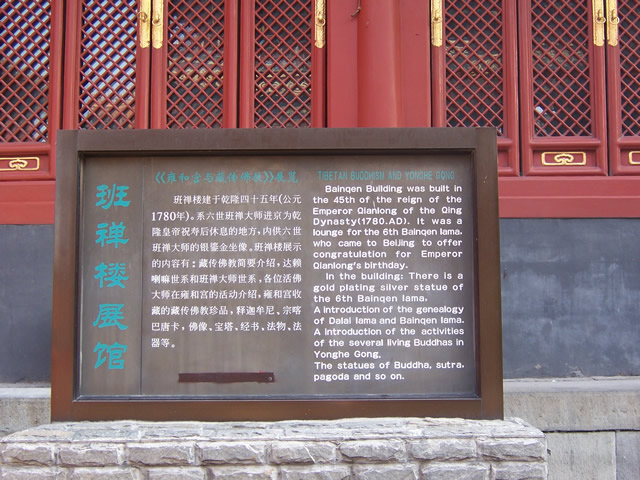 班禅楼展馆
《雍和宫与藏传佛教》展览
班禅楼建于乾隆四十五年(公元
1780年)。系六世班禅大师进京为乾
隆皇帝祝寿后休息的地方，内供六世
班禅大师的银鎏金坐像。班禅楼展示
的内容有：藏传佛教简要介绍，达赖
喇嘛世系和班禅大师世系，各位活佛
大师在雍和宫的活动介绍，雍和宫收
藏的藏传佛教珍品，释迦牟尼、宗喀
巴唐卡，佛像、宝塔、经书、法物、法
器等。
TIBETAN BUDDMISM AND YONGHE GONG
Bainqen Building was built in
the 45th of the reign of the
Emperor Qianlong of the Qing
Dynasty(1780.AD). It was a
lounge for the 6th Bainqen lama.
who came to BeiJing to offer
congratulation for Emperor
Qianlong's birthday.
In the building: There is a
gold plating silver statue of
the 6th Bainqen lama.
A introduction of the genealogy
of Dalai lama and Bainqen lama.
A introduction of the activities
of the several living Buddhas in
Yonghe Gong.
The statues of Buddha, sutra,
pagoda and so on.